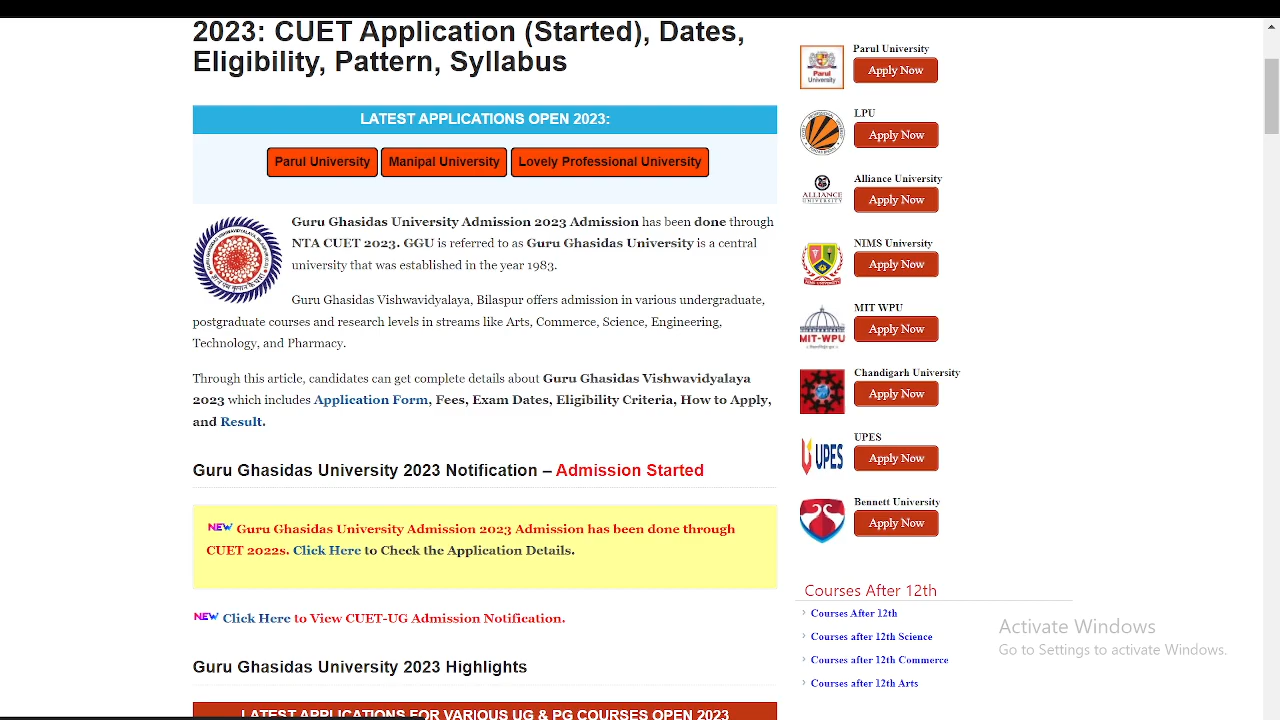 2023: CUET Application (Started), Dates,
Eligibility, Pattern, Syllabus
LATEST APPLICATIONS OPEN 2023:
Parul University
Manipal University
Lovely Professional University
Guru Ghasidas University Admission 2023 Admission has been done through
NTA CUET 2023. GGU is referred to as Guru Ghasidas University is a central
university that was established in the year 1983.
Guru Ghasidas Vishwavidyalaya, Bilaspur offers admission in various undergraduate,
postgraduate courses and research levels in streams like Arts, Commerce, Science, Engineering,
Technology, and Pharmacy.
Through this article, candidates can get complete details about Guru Ghasidas Vishwavidyalaya
2023 which includes Application Form, Fees, Exam Dates, Eligibility Criteria, How to Apply,
and Result.
Guru Ghasidas University 2023 Notification – Admission Started
NEW Guru Ghasidas University Admission 2023 Admission has been done through
CUET 2022s. Click Here to Check the Application Details.
NEW Click Here to View CUET-UG Admission Notification.
Guru Ghasidas University 2023 Highlights
LATEST APPLICATIONS FOR VARIOUS UG & PG COURSES OPEN 2023
Parul University
Parul
University
Apply Now
LPU
Apply Now
Alliance University
ALLIANCE
UNIVERSITY
Apply Now
NIMS University
Apply Now
MIT WPU
MIT-WPU
Apply Now
Chandigarh University
Apply Now
UPES
UPES
Apply Now
Bennett University
Apply Now
Courses After 12th
Courses After 12th
Courses after 12th Science
Courses after 12th Commerce
Courses after 12th Arts
Activate Windows
Go to Settings to activate Windows.